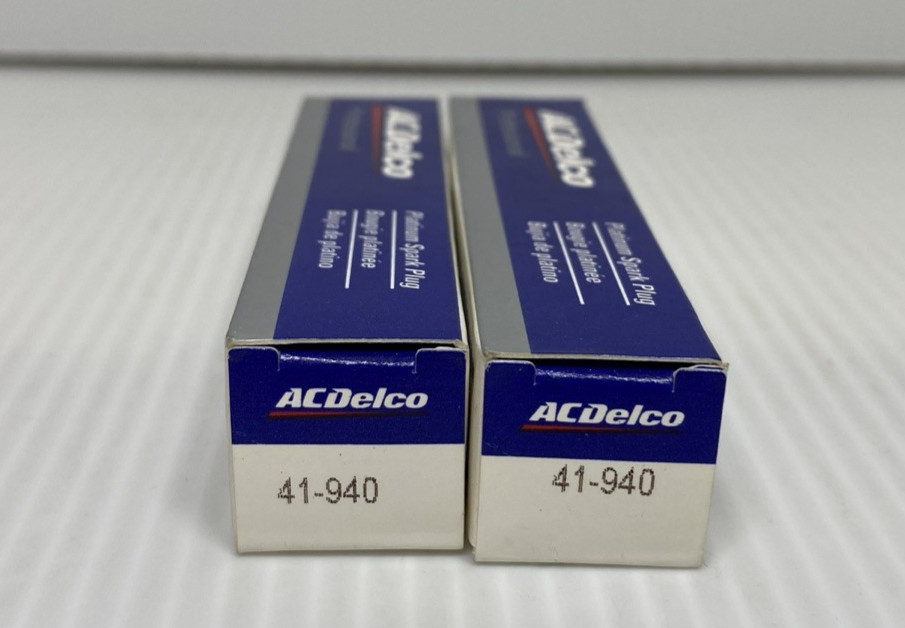 ACDelco
Platinum Spark Plug
Bougie platinée
Bujía de platino
ACDelco
Platinum Spark Plug
Bougie platinée
Bujía de platino
ACDelco
41-940
ACDelco
41-940